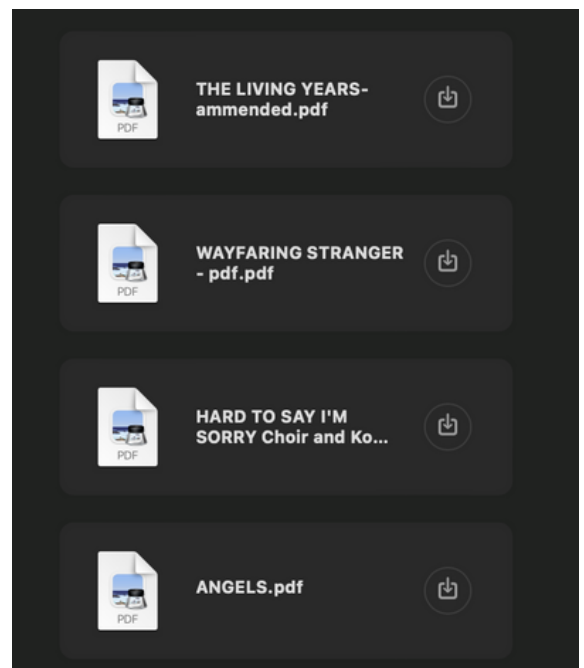 THE LIVING YEARS-
ammended.pdf
PDF
WAYFARING STRANGER
- pdf.pdf
PDF
HARD TO SAY I'M
SORRY Choir and Ko...
PDF
ANGELS.pdf
PDF